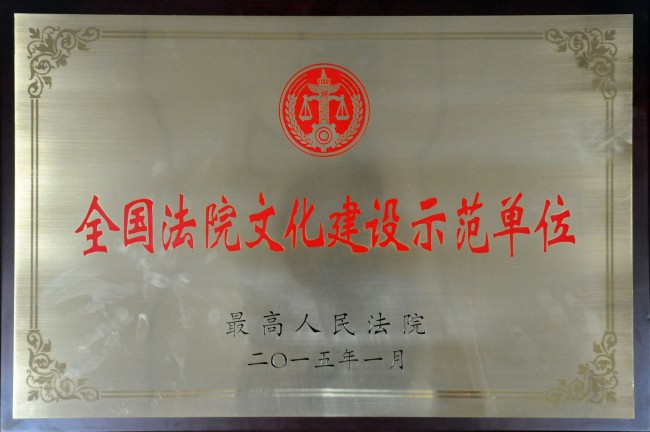 全国法院文化建设示范单位
最高人民法院
二〇一五年一月